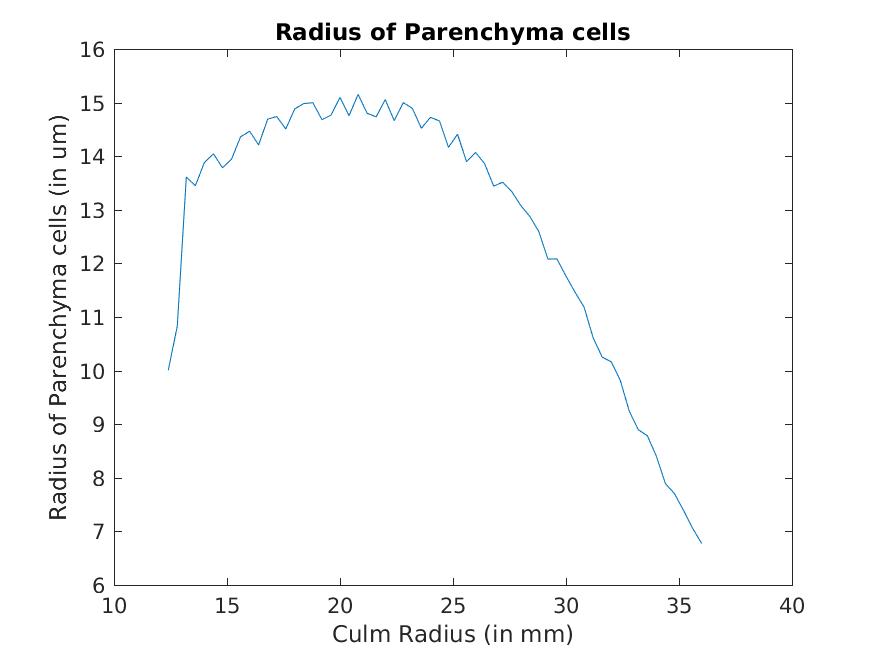 Radius of Parenchyma cells
Radius of Parenchyma cells (in um)
16
15
14
13
12
11
10
9
8
7
6
10 15 20 25 30 35 40
Culm Radius (in mm)